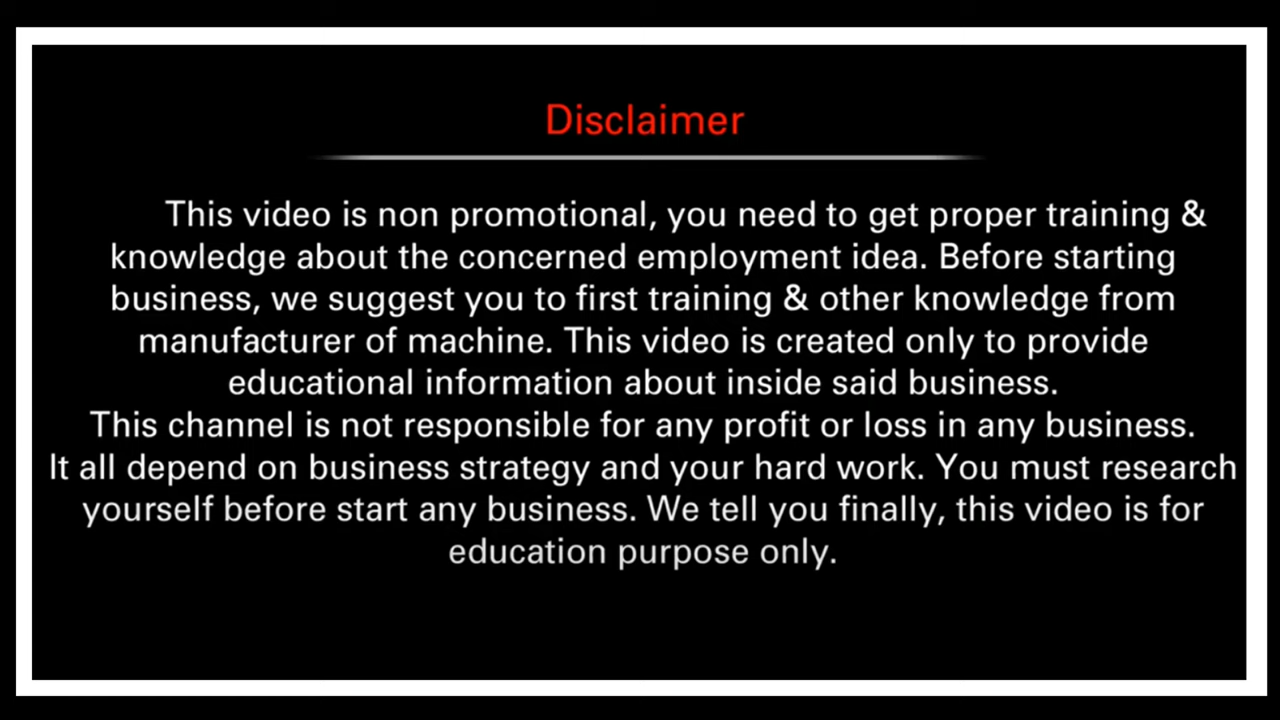 Disclaimer
This video is non promotional, you need to get proper training &
knowledge about the concerned employment idea. Before starting
business, we suggest you to first training & other knowledge from
manufacturer of machine. This video is created only to provide
educational information about inside said business.
This channel is not responsible for any profit or loss in any business.
It all depend on business strategy and your hard work. You must research
yourself before start any business. We tell you finally, this video is for
education purpose only.